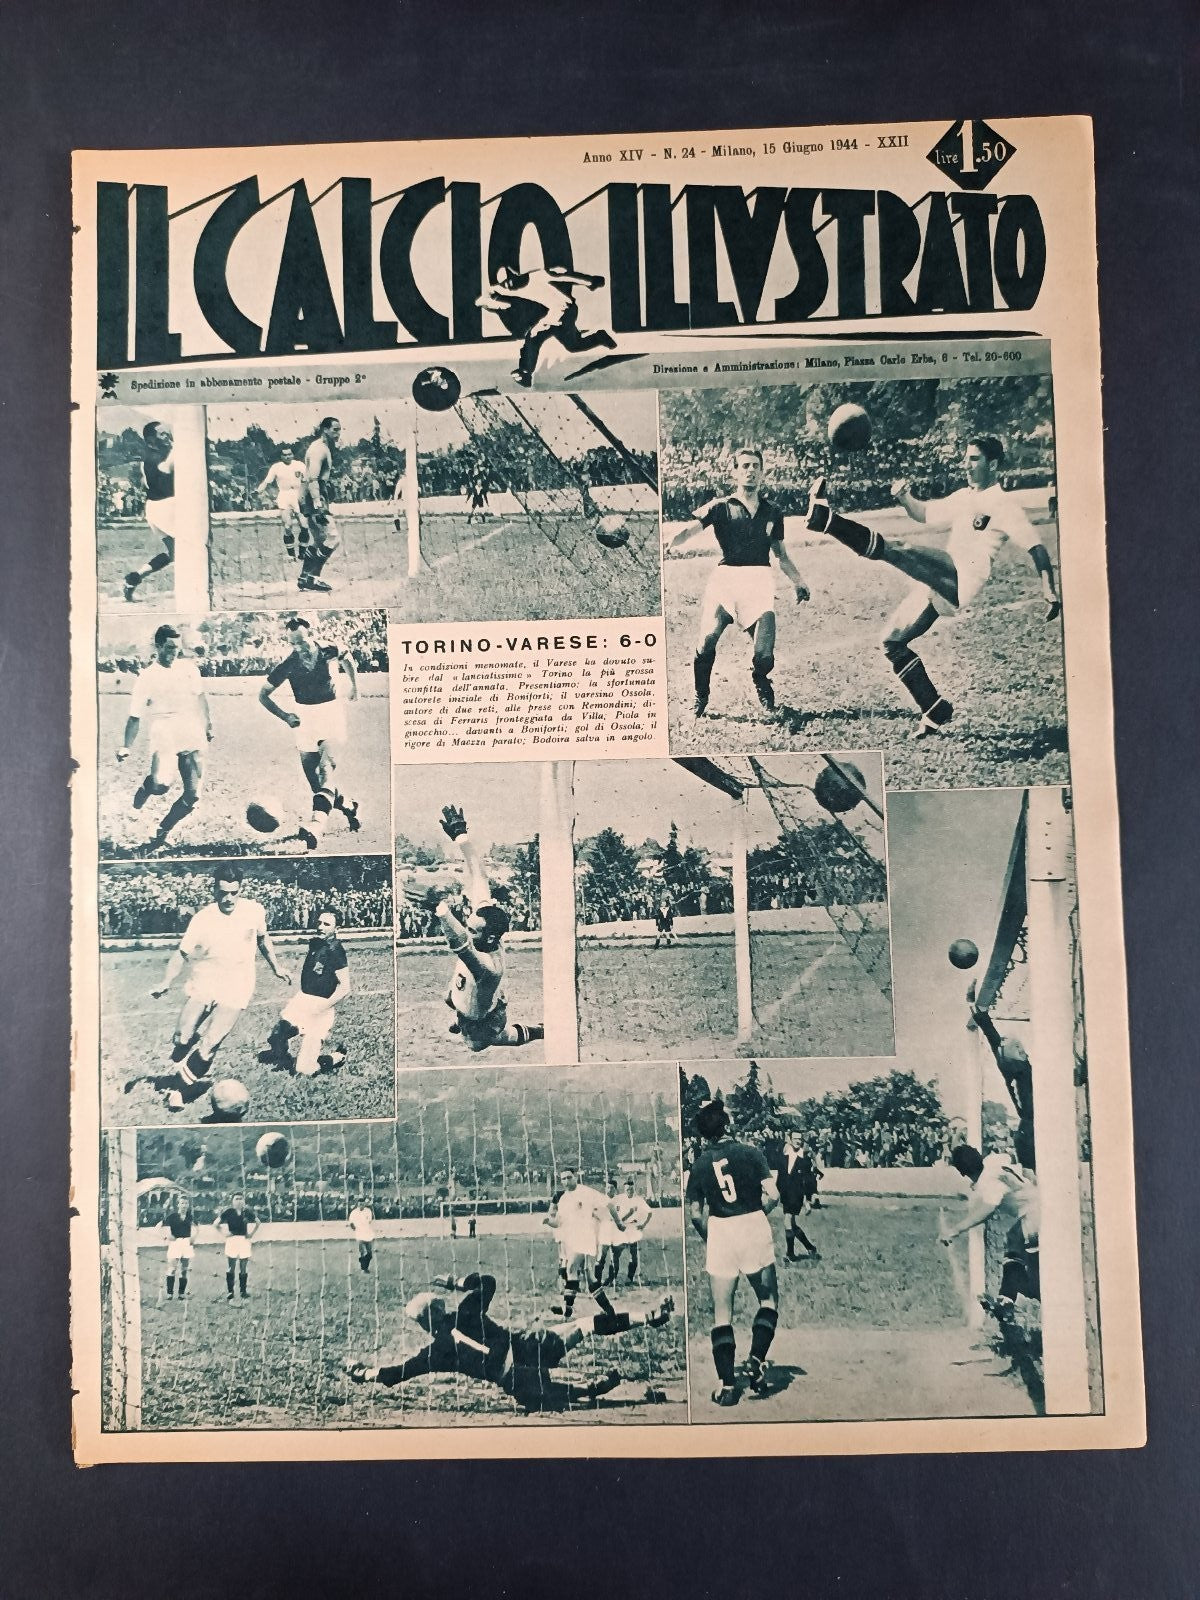 Anno XIV - N. 24 - Milano, 15 Giugno 1944 - XXII
lire 1.50
IL CALCIO ILLVSTRATO
Spedizione in abbonamento postale - Gruppo 2°
Direzione e Amministrazione: Milano, Piazza Carlo Erba, 6 - Tel. 20-600
TORINO-VARESE: 6-0
In condizioni menomate, il Varese ha dovuto su-
bire dal «lanciatissimo» Torino la più grossa
sconfitta dell'annata. Presentiamo: la sfortunata
autorete iniziale di Boniforti; il varesino Ossola,
autore di due reti, alle prese con Remondini; di-
scesa di Ferraris fronteggiata da Villa; Piola in
ginocchio... davanti a Boniforti; gol di Ossola; il
rigore di Maezza parato; Bodoira salva in angolo.
5